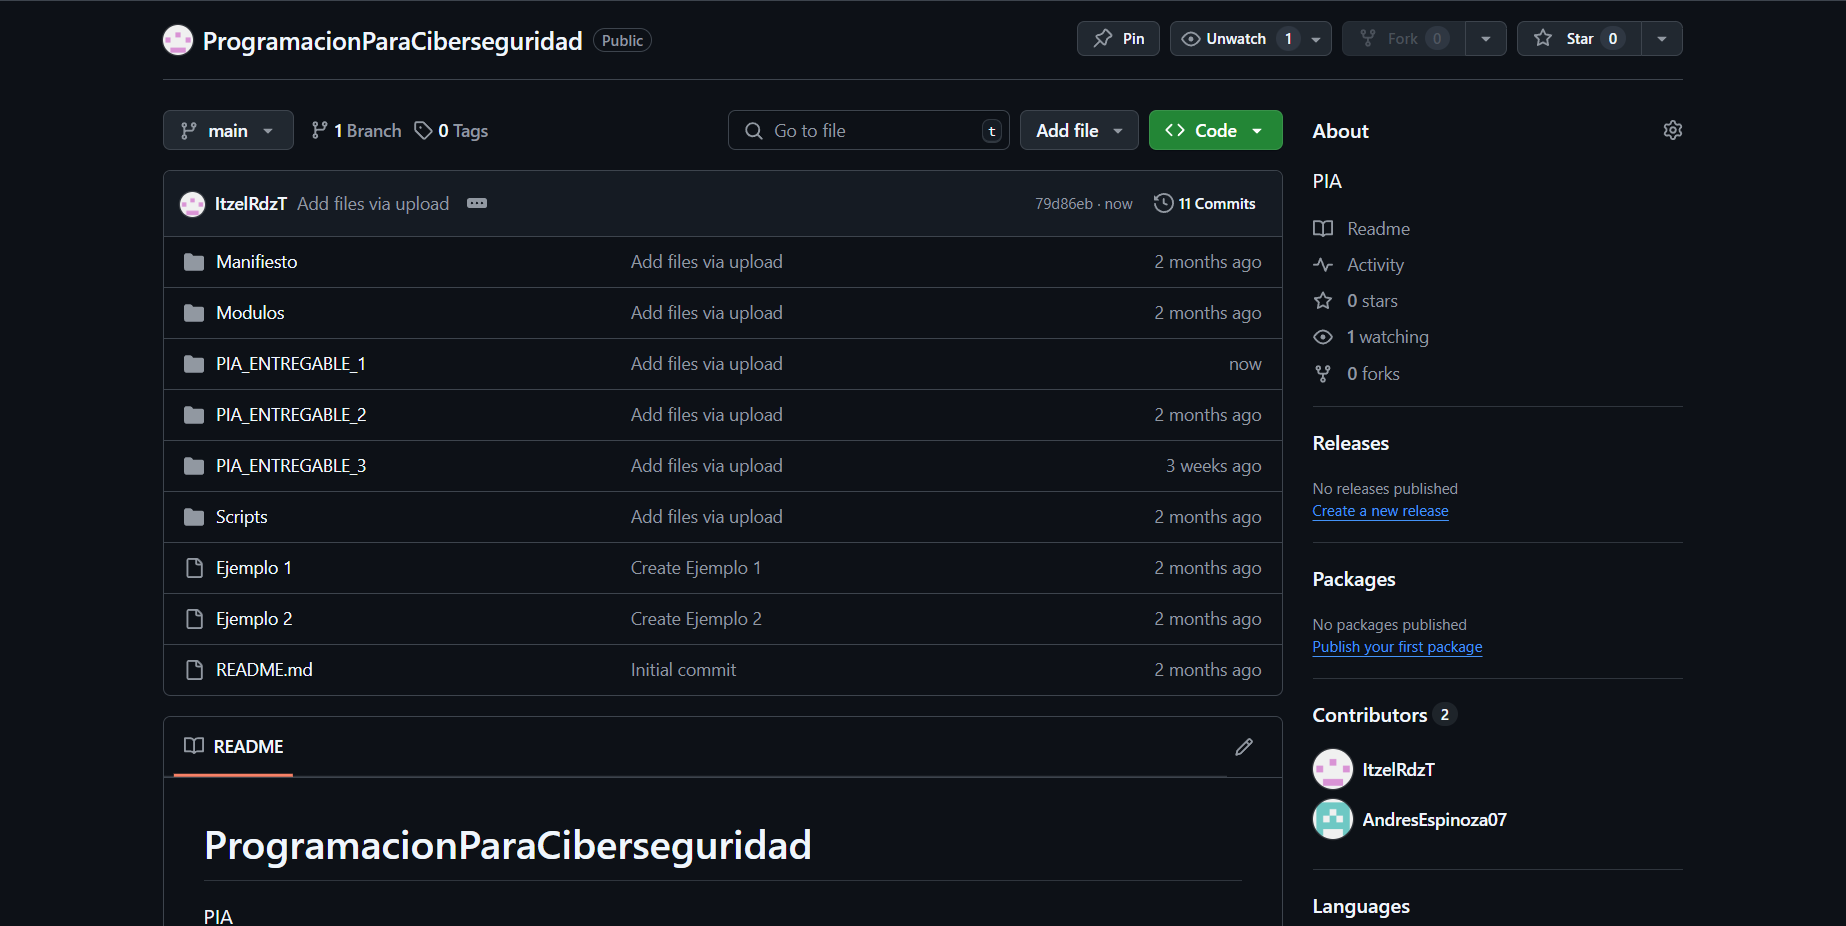 ProgramacionParaCiberseguridad Public Pin Unwatch 1 Fork 0 Star 0
main 1 Branch 0 Tags Go to file t Add file Code
ItzelRdzT Add files via upload 79d86eb · now 11 Commits
Manifiesto Add files via upload 2 months ago
Modulos Add files via upload 2 months ago
PIA_ENTREGABLE_1 Add files via upload now
PIA_ENTREGABLE_2 Add files via upload 2 months ago
PIA_ENTREGABLE_3 Add files via upload 3 weeks ago
Scripts Add files via upload 2 months ago
Ejemplo 1 Create Ejemplo 1 2 months ago
Ejemplo 2 Create Ejemplo 2 2 months ago
README.md Initial commit 2 months ago
README
ProgramacionParaCiberseguridad
PIA
About
PIA
Readme
Activity
0 stars
1 watching
0 forks
Releases
No releases published
Create a new release
Packages
No packages published
Publish your first package
Contributors 2
ItzelRdzT
AndresEspinoza07
Languages